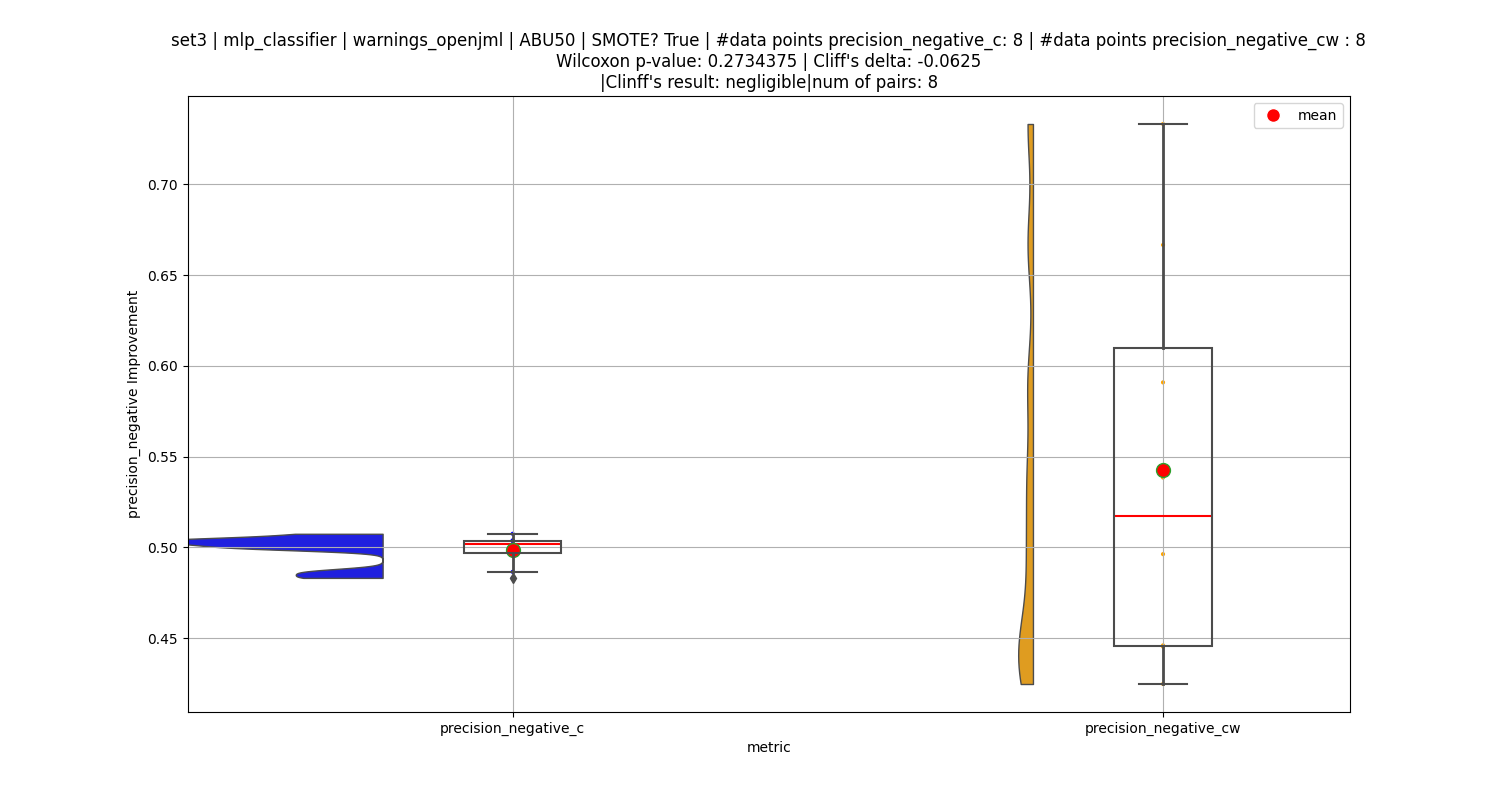 set3 | mlp_classifier | warnings_openjml | ABU50 | SMOTE? True | #data points precision_negative_c: 8 | #data points precision_negative_cw : 8
Wilcoxon p-value: 0.2734375 | Cliff's delta: -0.0625
|Clinff's result: negligible|num of pairs: 8
mean
0.70
0.65
0.60
0.55
0.50
0.45
precision_negative Improvement
precision_negative_c
precision_negative_cw
metric